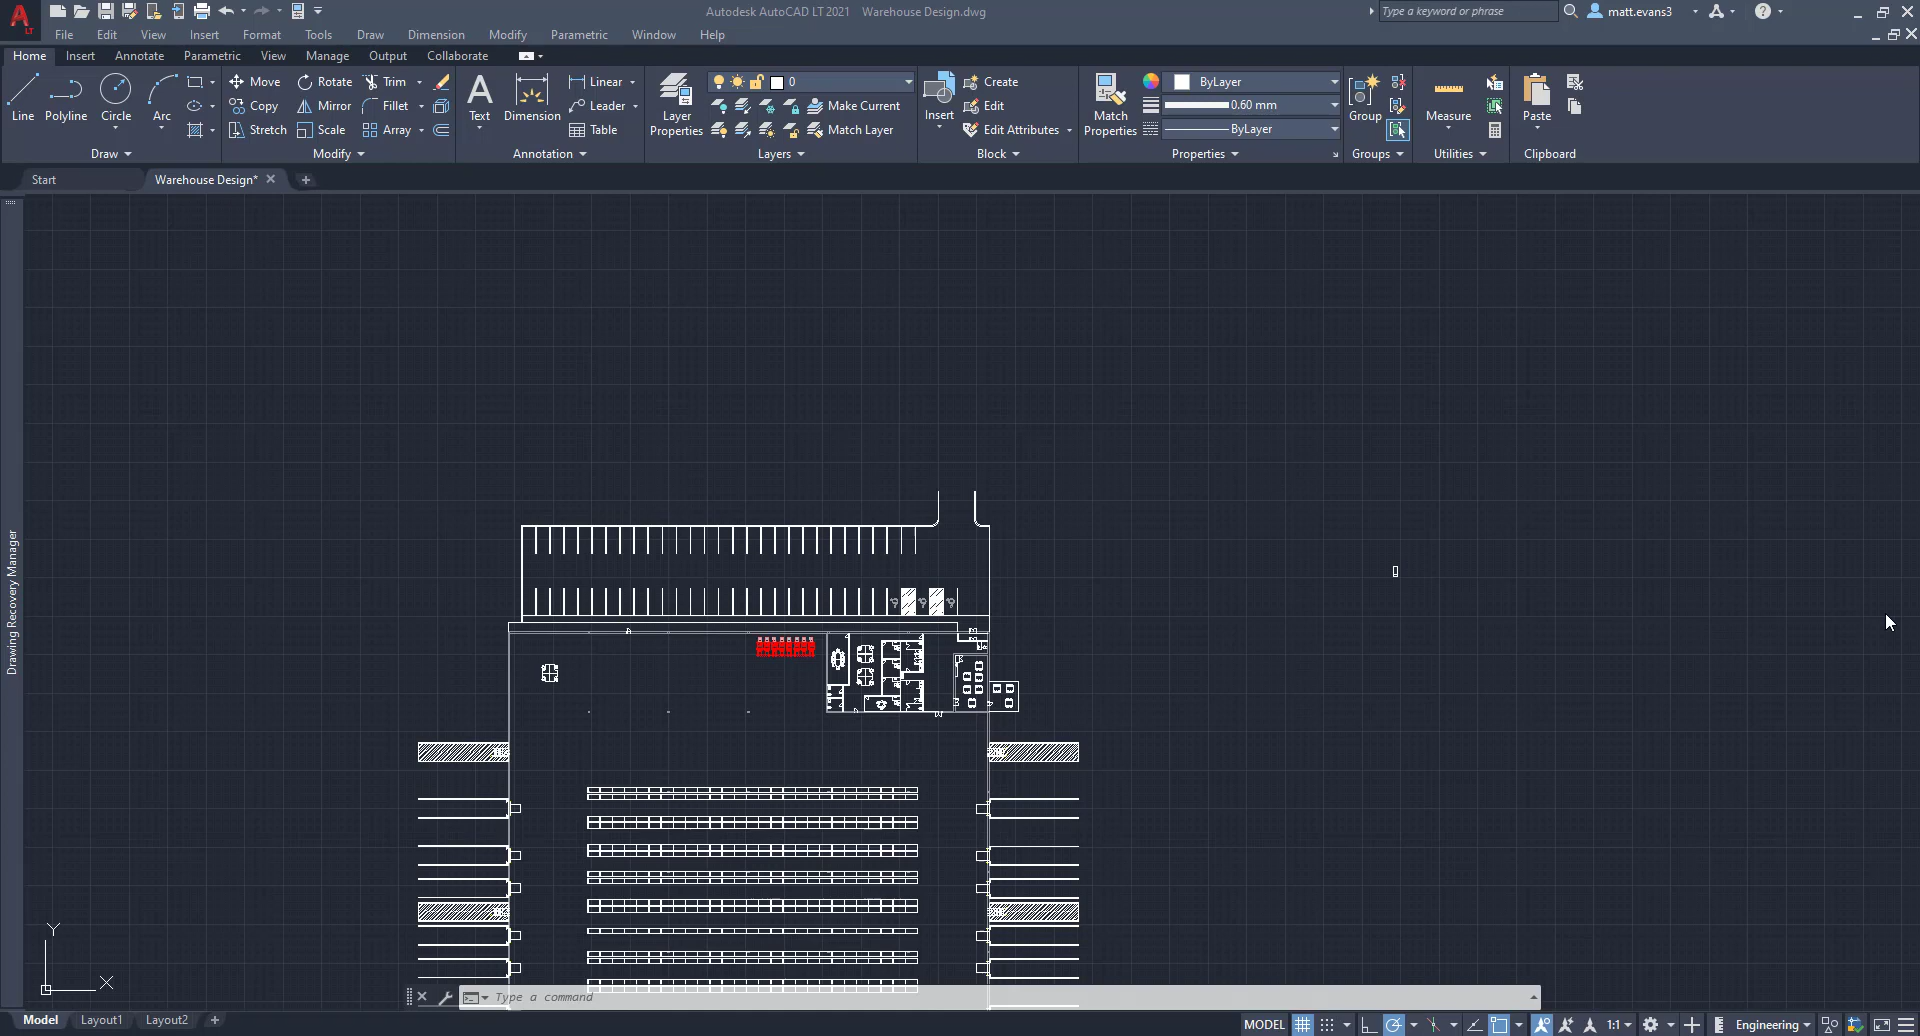 LT
Autodesk AutoCAD LT 2021 Warehouse Design.dwg
Type a keyword or phrase
matt.evans3
File Edit View Insert Format Tools Draw Dimension Modify Parametric Window Help
Home Insert Annotate Parametric View Manage Output Collaborate
Line Polyline Circle Arc
Move Rotate Trim
Copy Mirror Fillet
Stretch Scale Array
Text Dimension
Linear
Leader
Table
Layer Properties
0
Make Current
Match Layer
Insert
Create
Edit
Edit Attributes
Match Properties
ByLayer
0.60 mm
ByLayer
Group
Measure
Paste
Draw Modify Annotation Layers Block Properties Groups Utilities Clipboard
Start Warehouse Design*
Drawing Recovery Manager
Y
X
Type a command
Model Layout1 Layout2
MODEL 1:1 Engineering